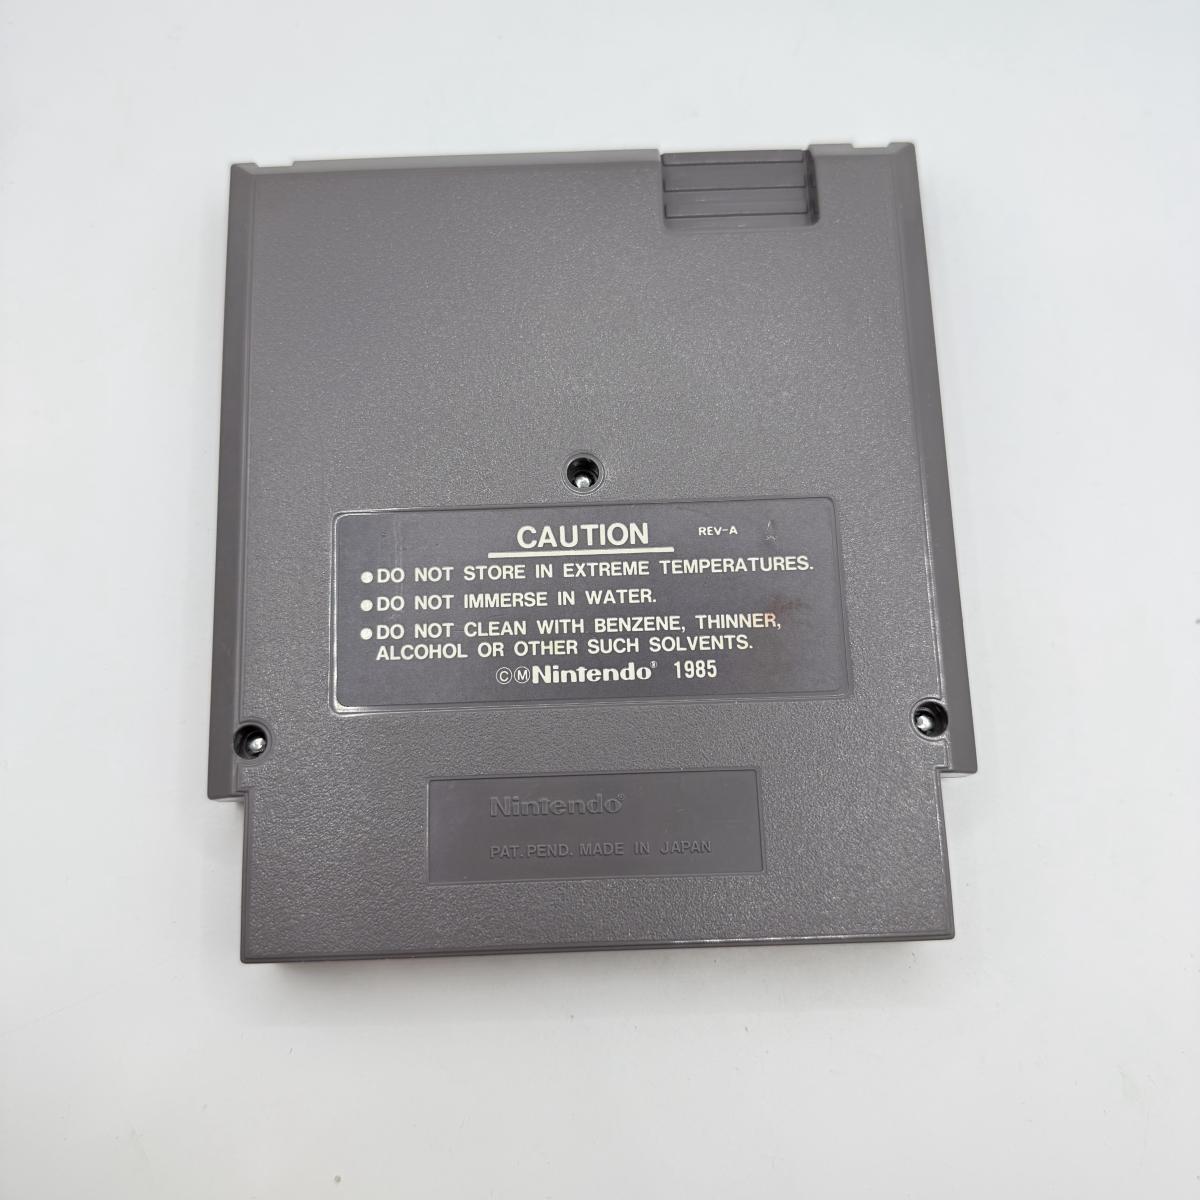 CAUTION REV-A
●DO NOT STORE IN EXTREME TEMPERATURES.
●DO NOT IMMERSE IN WATER.
●DO NOT CLEAN WITH BENZENE, THINNER,
ALCOHOL OR OTHER SUCH SOLVENTS.
ⒸⓂNintendo® 1985
Nintendo®
PAT. PEND. MADE IN JAPAN